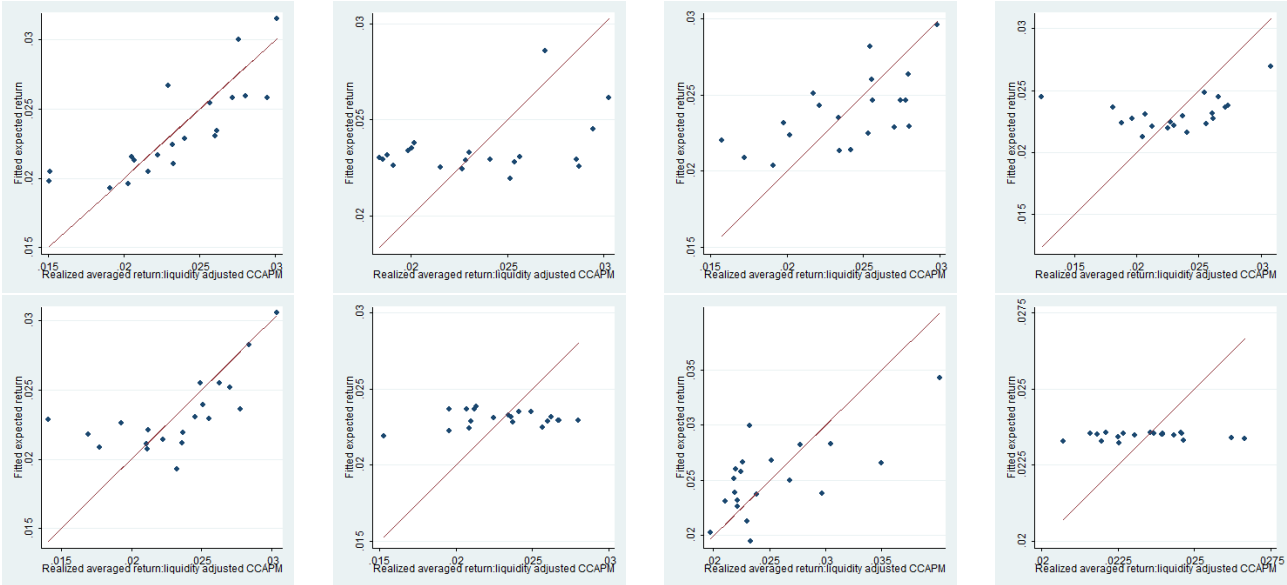 .03
.025
.02
.015
Fitted expected return
.015 .02 .025 .03
Realized averaged return:liquidity adjusted CCAPM
.03
.02
Fitted expected return
.02 .025 .03
Realized averaged return:liquidity adjusted CCAPM
.03
.025
.02
.015
Fitted expected return
.015 .02 .025 .03
Realized averaged return:liquidity adjusted CCAPM
.03
.025
.02
.015
Fitted expected return
.015 .02 .025 .03
Realized averaged return:liquidity adjusted CCAPM
.03
.025
.02
.015
Fitted expected return
.015 .02 .025 .03
Realized averaged return:liquidity adjusted CCAPM
.03
.025
.02
.015
Fitted expected return
.015 .02 .025 .03
Realized averaged return:liquidity adjusted CCAPM
.035
.03
.025
.02
Fitted expected return
.02 .025 .03 .035
Realized averaged return:liquidity adjusted CCAPM
.0275
.025
.0225
.02
Fitted expected return
.02 .0225 .025 .0275
Realized averaged return:liquidity adjusted CCAPM